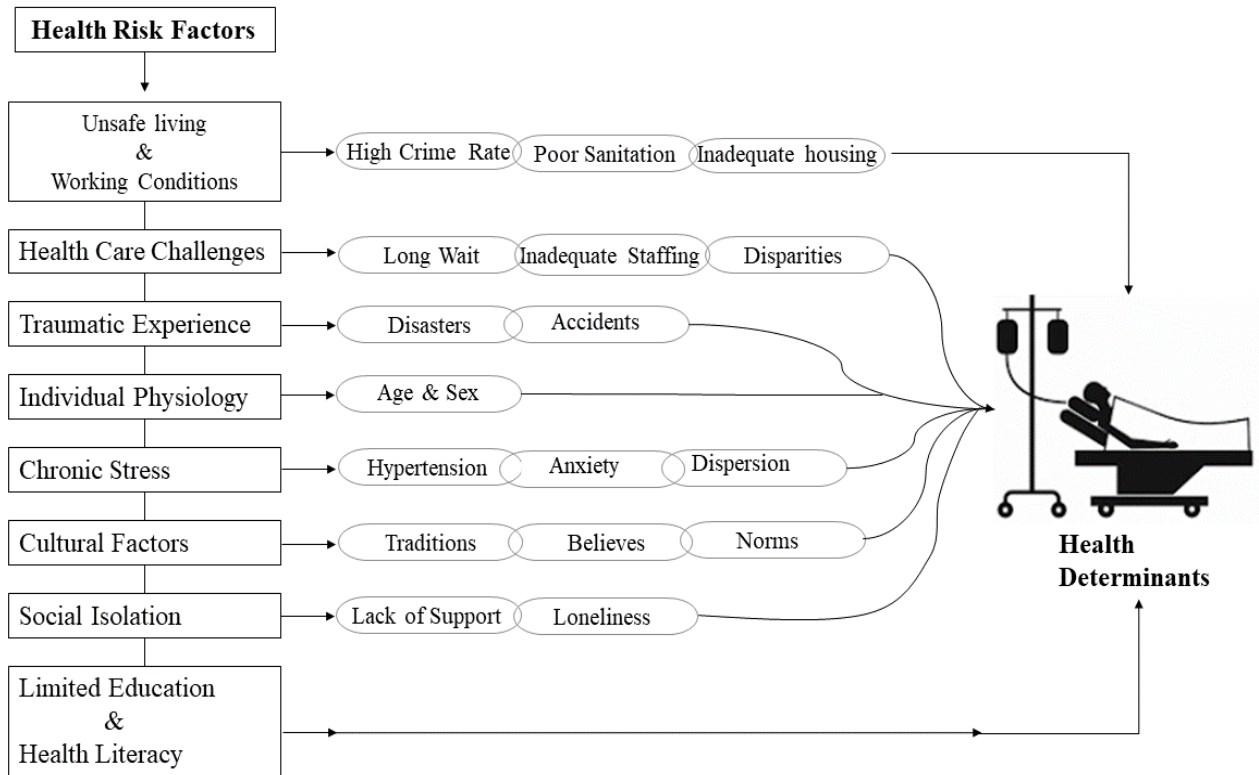 Health Risk Factors
Unsafe living
&
Working Conditions
High Crime Rate
Poor Sanitation
Inadequate housing
Health Care Challenges
Long Wait
Inadequate Staffing
Disparities
Traumatic Experience
Disasters
Accidents
Individual Physiology
Age & Sex
Chronic Stress
Hypertension
Anxiety
Dispersion
Cultural Factors
Traditions
Believes
Norms
Social Isolation
Lack of Support
Loneliness
Limited Education
&
Health Literacy
Health
Determinants